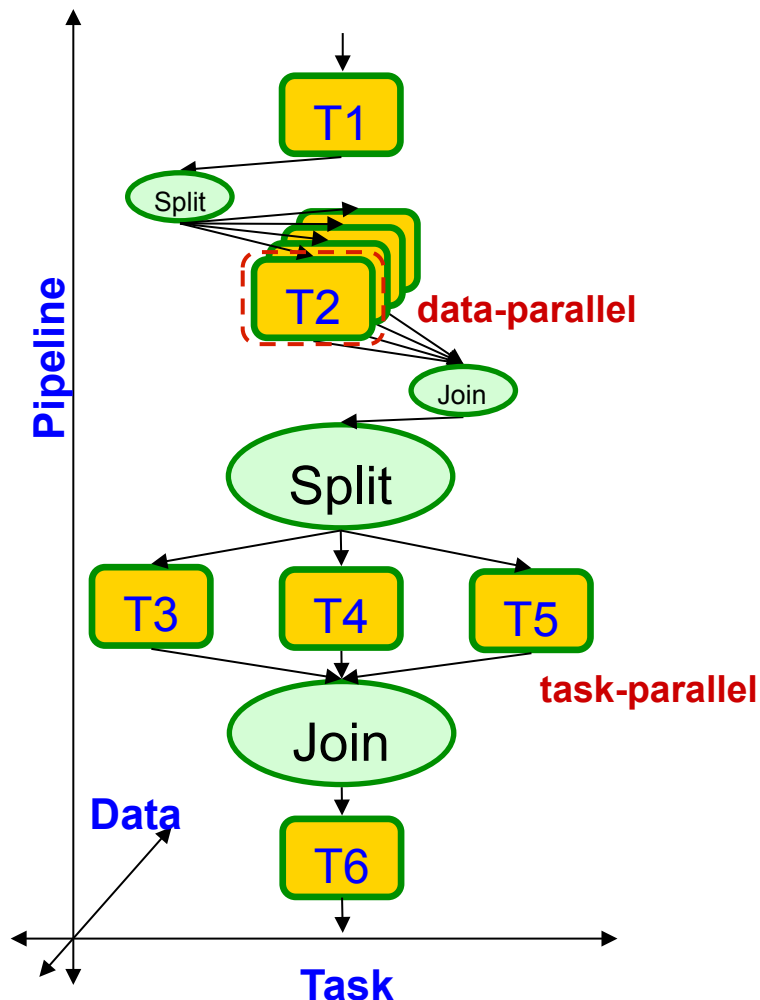 T1
Split
T2
data-parallel
Join
Pipeline
Split
T3
T4
T5
task-parallel
Join
Data
T6
Task